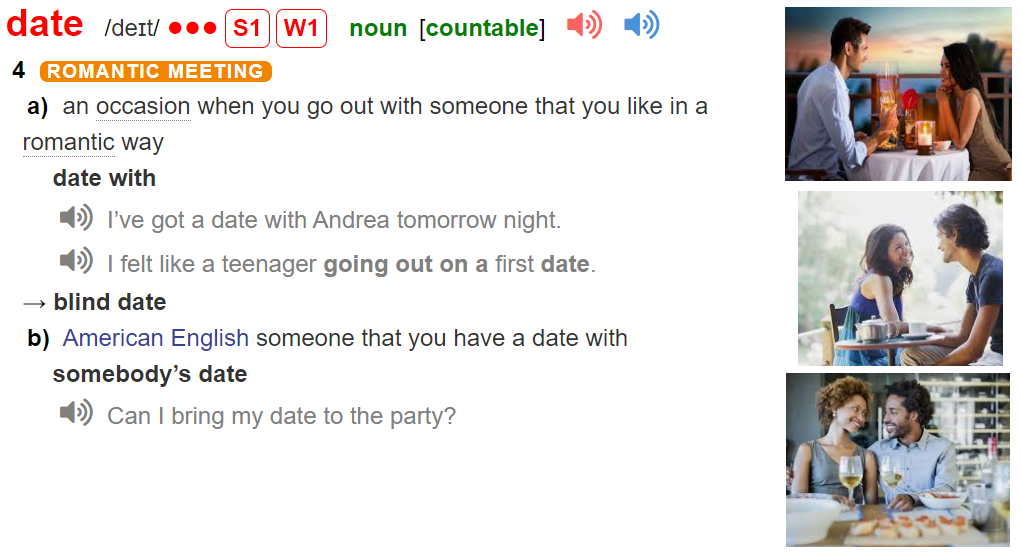 date /deɪt/ ●●● S1 W1 noun [countable]
4 ROMANTIC MEETING
a) an occasion when you go out with someone that you like in a
romantic way
date with
I’ve got a date with Andrea tomorrow night.
I felt like a teenager going out on a first date.
→ blind date
b) American English someone that you have a date with
somebody’s date
Can I bring my date to the party?